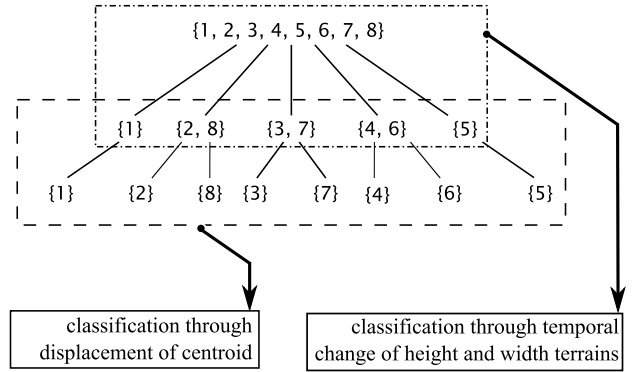 {1, 2, 3, 4, 5, 6, 7, 8}
{1} {2, 8} {3, 7} {4, 6} {5}
{1} {2} {8} {3} {7} {4} {6} {5}
classification through
displacement of centroid
classification through temporal
change of height and width terrains